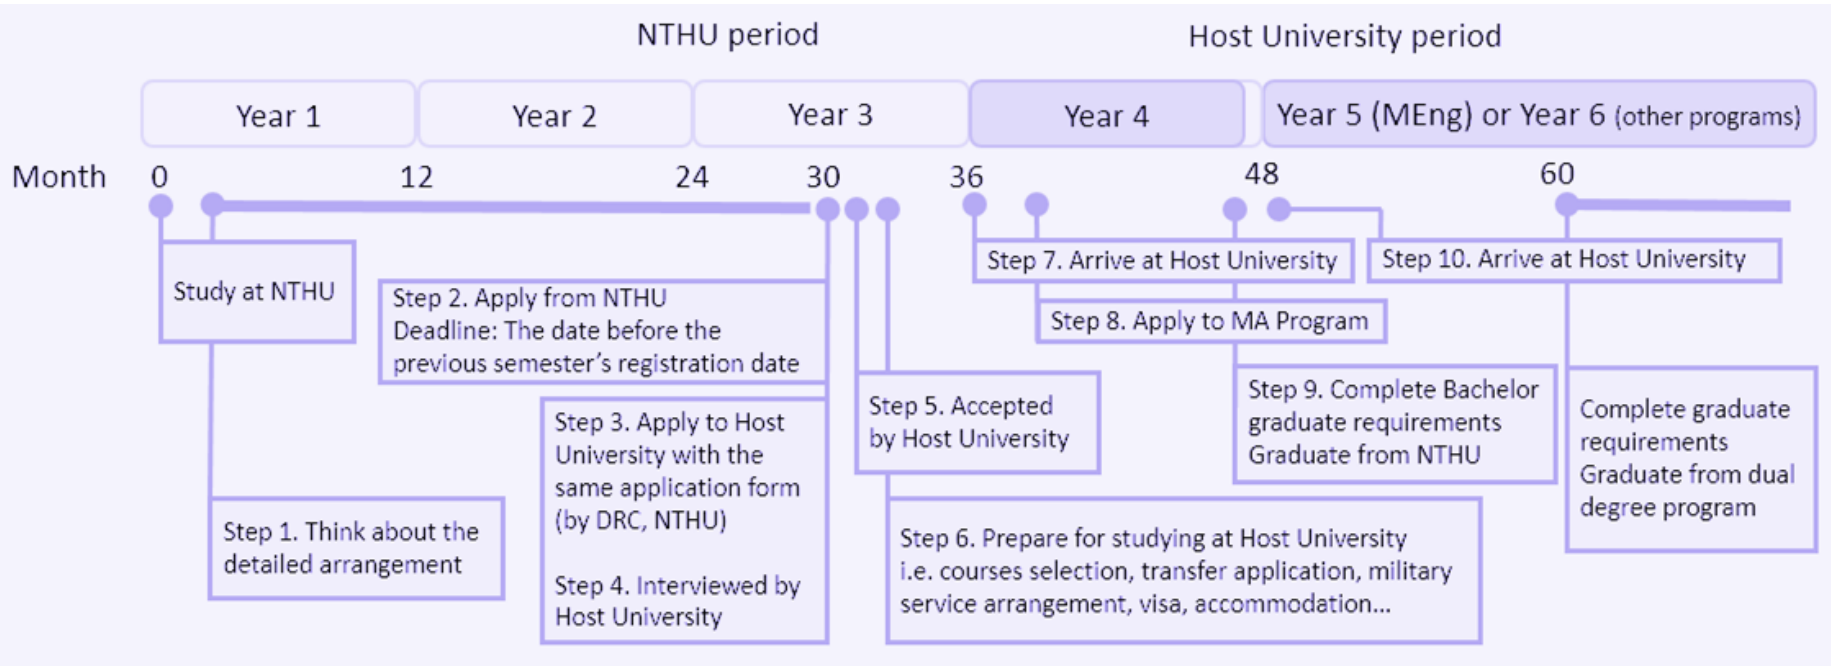 NTHU period
Host University period
Year 1
Year 2
Year 3
Year 4
Year 5 (MEng) or Year 6 (other programs)
Month
0
12
24
30
36
48
60
Study at NTHU
Step 1. Think about the
detailed arrangement
Step 2. Apply from NTHU
Deadline: The date before the
previous semester’s registration date
Step 3. Apply to Host
University with the
same application form
(by DRC, NTHU)
Step 4. Interviewed by
Host University
Step 5. Accepted
by Host University
Step 6. Prepare for studying at Host University
i.e. courses selection, transfer application, military
service arrangement, visa, accommodation...
Step 7. Arrive at Host University
Step 8. Apply to MA Program
Step 9. Complete Bachelor
graduate requirements
Graduate from NTHU
Step 10. Arrive at Host University
Complete graduate
requirements
Graduate from dual
degree program